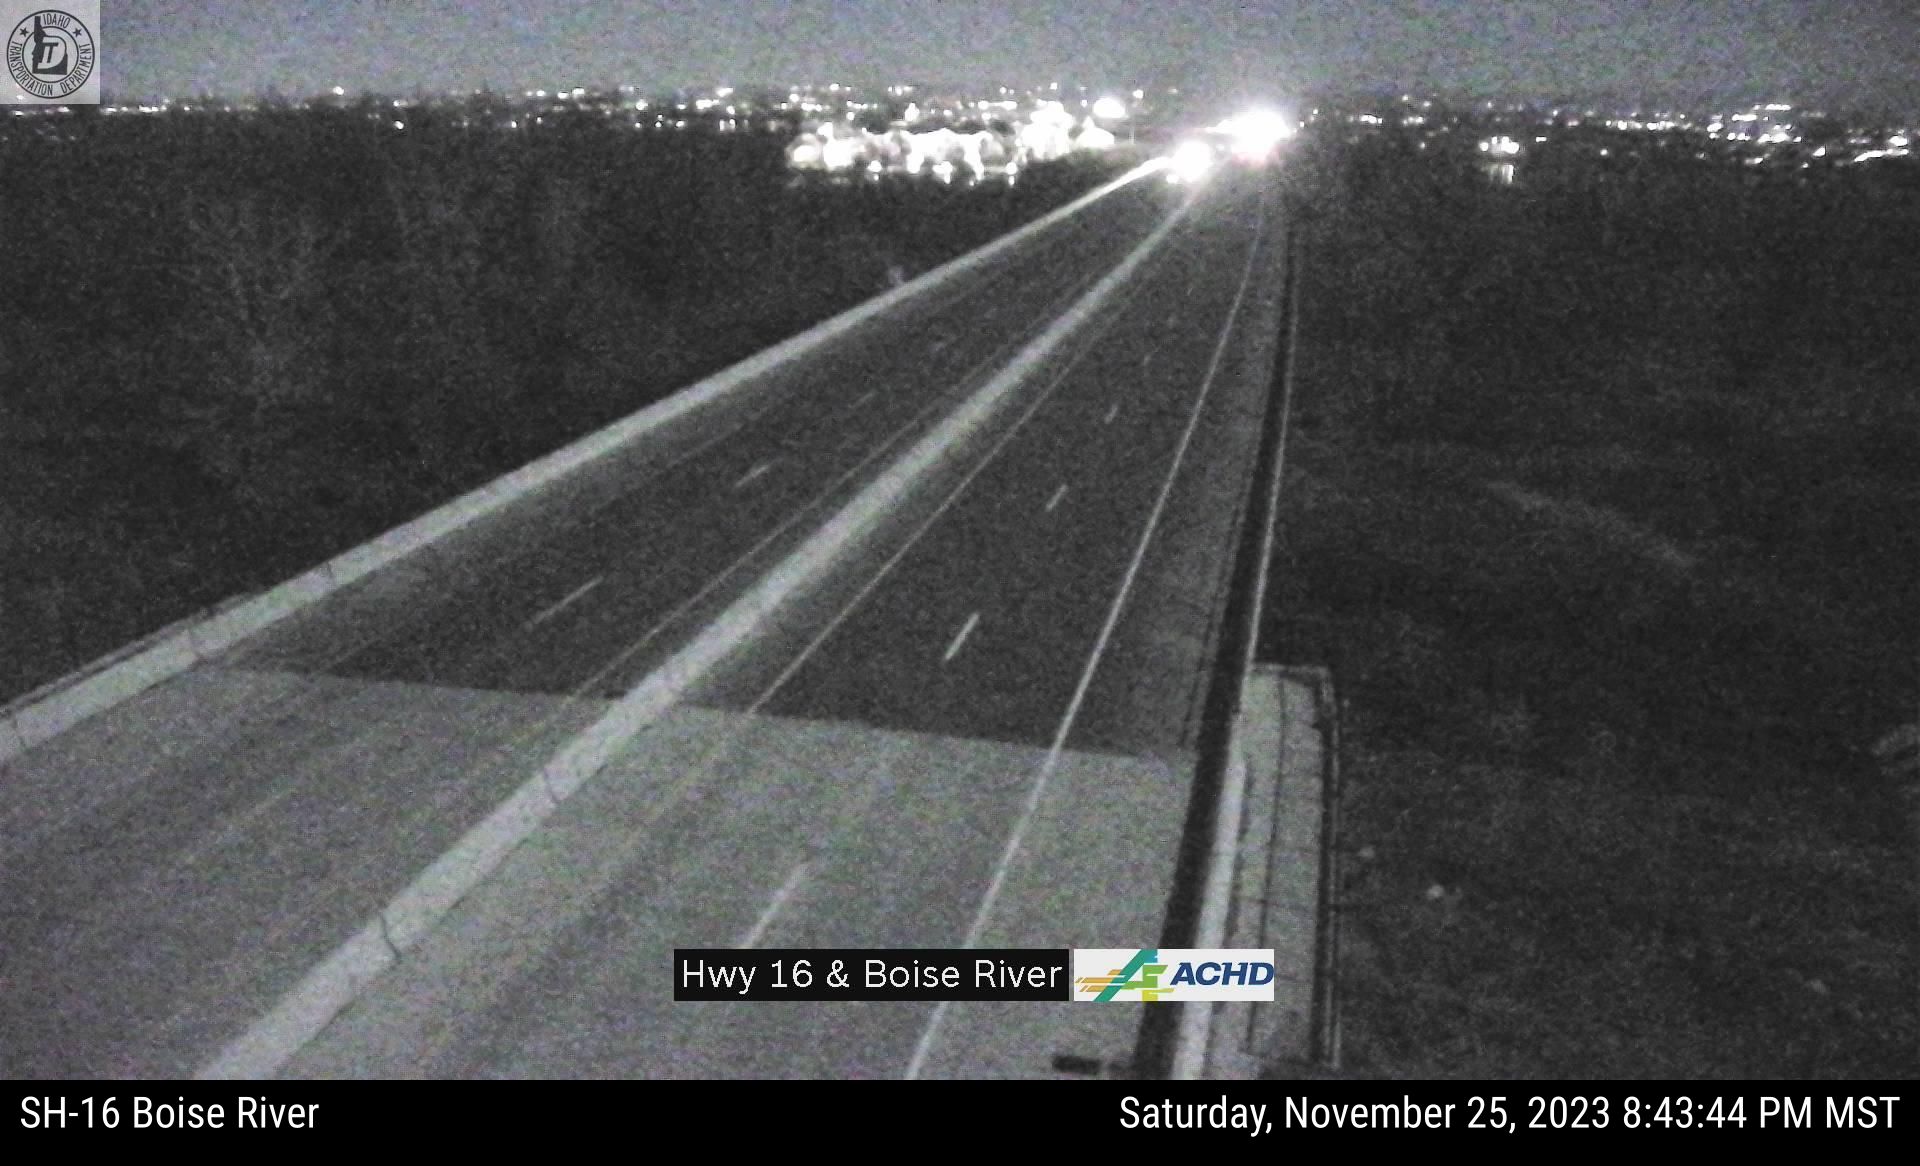 IDAHO
TRANSPORTATION DEPARTMENT
Hwy 16 & Boise River
ACHD
SH-16 Boise River
Saturday, November 25, 2023 8:43:44 PM MST